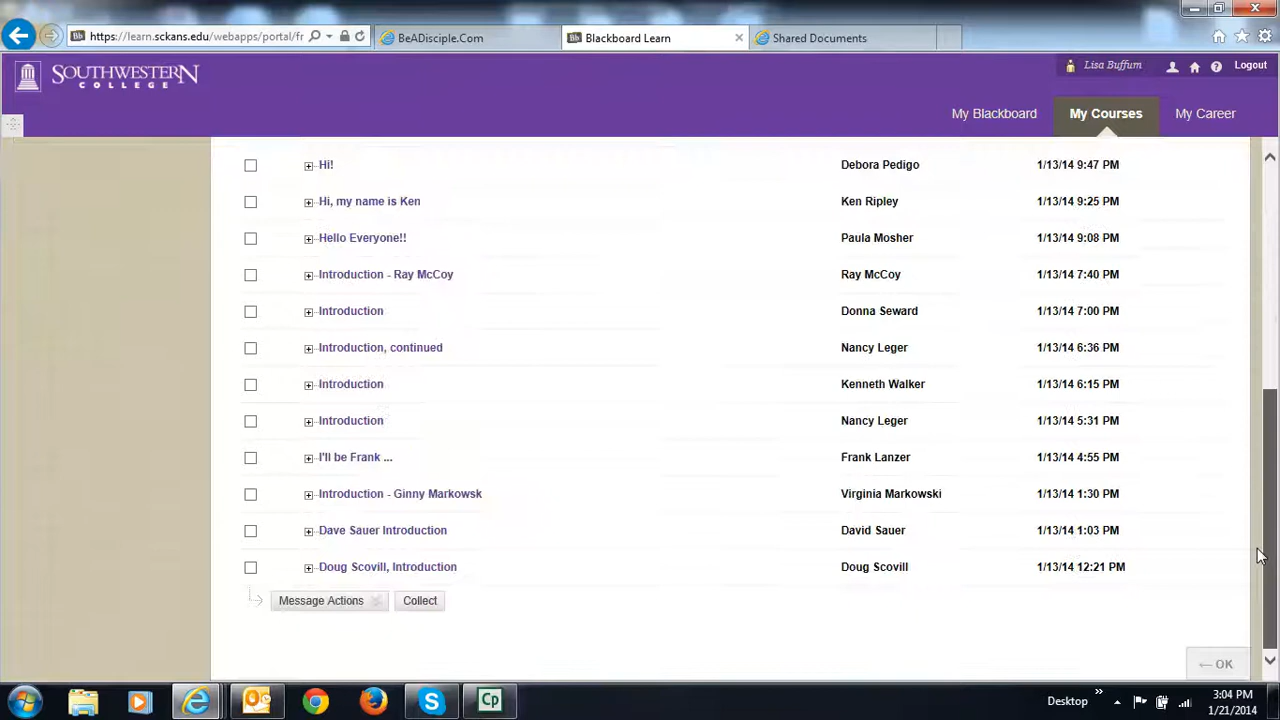 https://learn.sckans.edu/webapps/portal/fr
BeADisciple.Com
Blackboard Learn
Shared Documents
SOUTHWESTERN
COLLEGE
Lisa Buffum
Logout
My Blackboard
My Courses
My Career
Hi! Debora Pedigo 1/13/14 9:47 PM
Hi, my name is Ken Ken Ripley 1/13/14 9:25 PM
Hello Everyone!! Paula Mosher 1/13/14 9:08 PM
Introduction - Ray McCoy Ray McCoy 1/13/14 7:40 PM
Introduction Donna Seward 1/13/14 7:00 PM
Introduction, continued Nancy Leger 1/13/14 6:36 PM
Introduction Kenneth Walker 1/13/14 6:15 PM
Introduction Nancy Leger 1/13/14 5:31 PM
I'll be Frank ... Frank Lanzer 1/13/14 4:55 PM
Introduction - Ginny Markowsk Virginia Markowski 1/13/14 1:30 PM
Dave Sauer Introduction David Sauer 1/13/14 1:03 PM
Doug Scovill, Introduction Doug Scovill 1/13/14 12:21 PM
Message Actions
Collect
← OK
Desktop
3:04 PM
1/21/2014